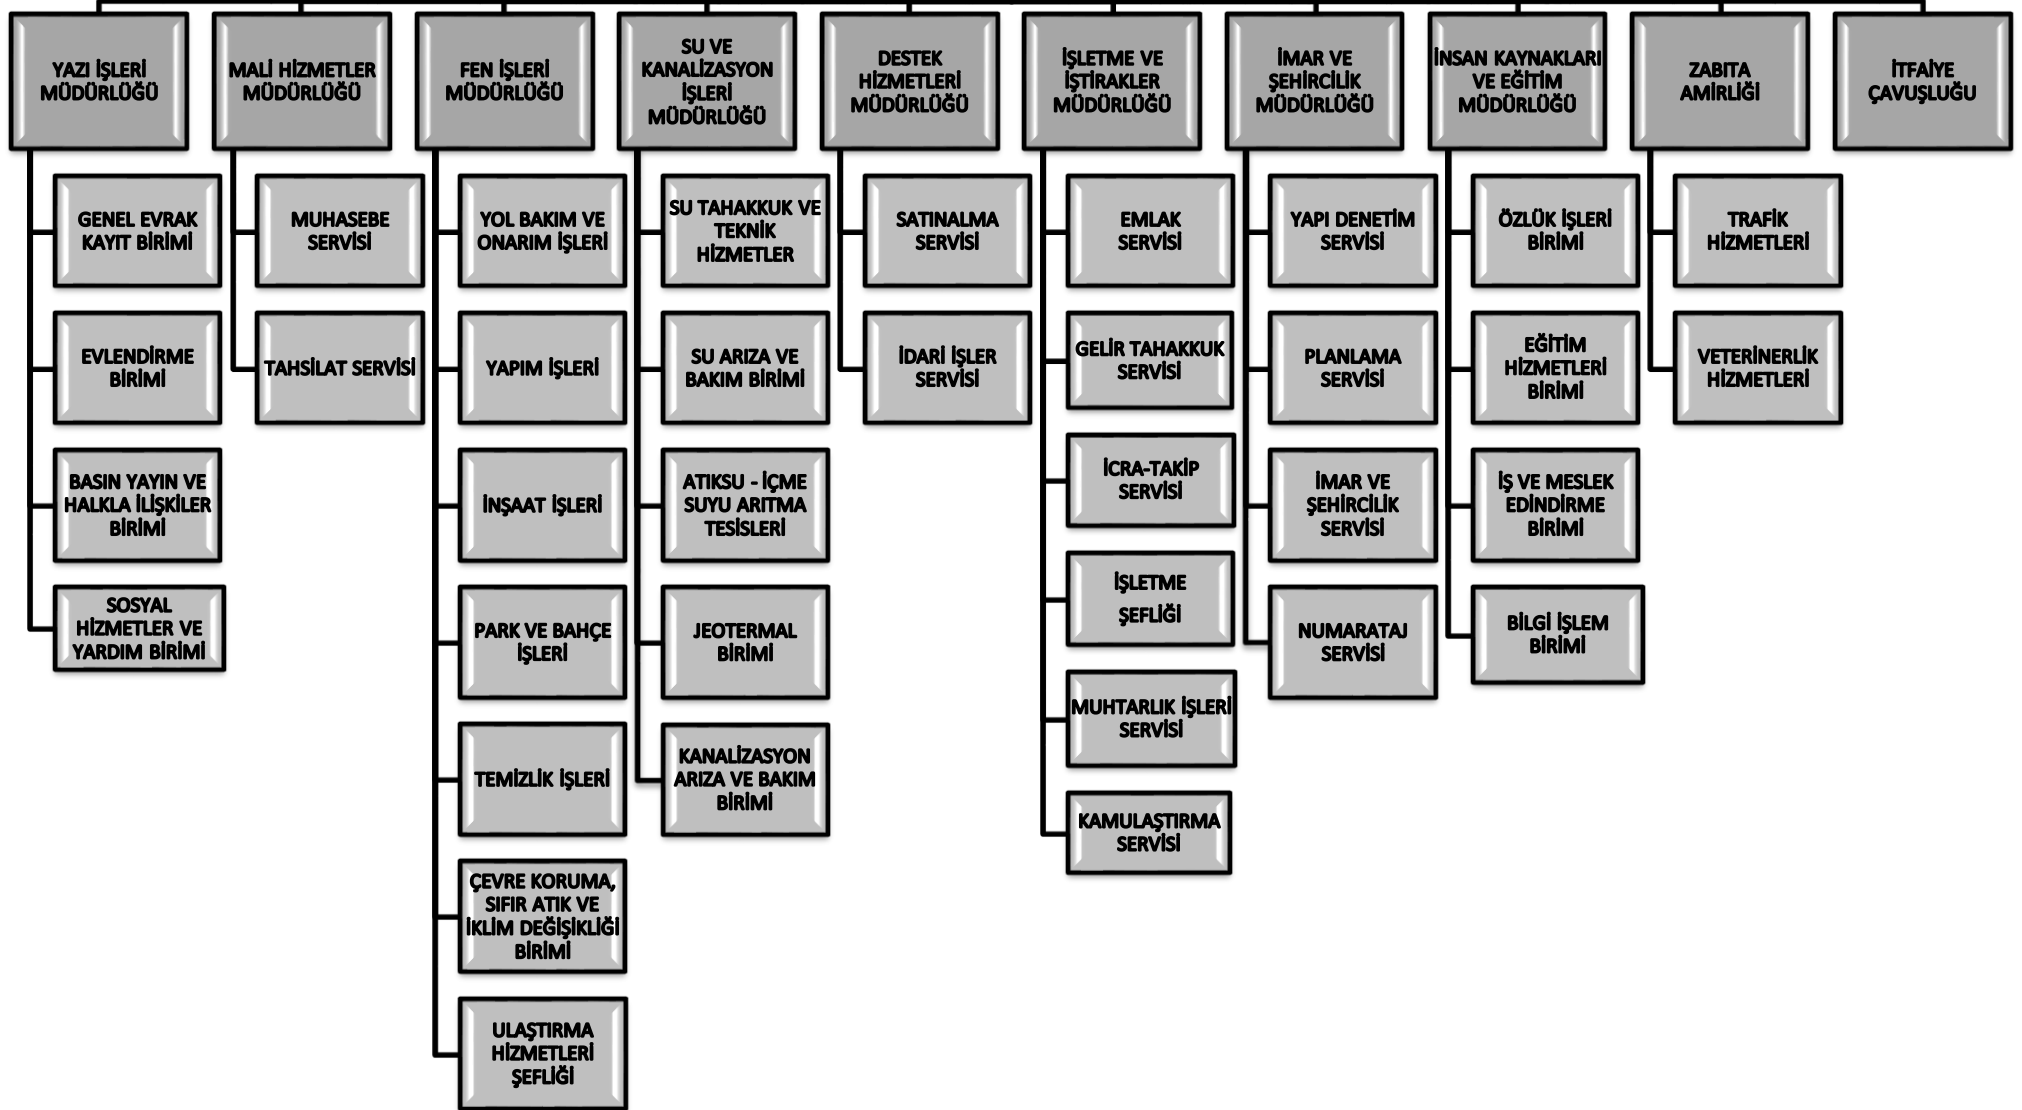 YAZI İŞLERİ
MÜDÜRLÜĞÜ
GENEL EVRAK
KAYIT BİRİMİ
EVLENDİRME
BİRİMİ
BASIN YAYIN VE
HALKLA İLİŞKİLER
BİRİMİ
SOSYAL
HİZMETLER VE
YARDIM BİRİMİ
MALİ HİZMETLER
MÜDÜRLÜĞÜ
MUHASEBE
SERVİSİ
TAHSİLAT SERVİSİ
FEN İŞLERİ
MÜDÜRLÜĞÜ
YOL BAKIM VE
ONARIM İŞLERİ
YAPIM İŞLERİ
İNŞAAT İŞLERİ
PARK VE BAHÇE
İŞLERİ
TEMİZLİK İŞLERİ
ÇEVRE KORUMA,
SIFIR ATIK VE
İKLİM DEĞİŞİKLİĞİ
BİRİMİ
ULAŞTIRMA
HİZMETLERİ
ŞEFLİĞİ
SU VE
KANALİZASYON
İŞLERİ
MÜDÜRLÜĞÜ
SU TAHAKKUK VE
TEKNİK
HİZMETLER
SU ARIZA VE
BAKIM BİRİMİ
ATIKSU - İÇME
SUYU ARITMA
TESİSLERİ
JEOTERMAL
BİRİMİ
KANALİZASYON
ARIZA VE BAKIM
BİRİMİ
DESTEK
HİZMETLERİ
MÜDÜRLÜĞÜ
SATINALMA
SERVİSİ
İDARİ İŞLER
SERVİSİ
İŞLETME VE
İŞTİRAKLER
MÜDÜRLÜĞÜ
EMLAK
SERVİSİ
GELİR TAHAKKUK
SERVİSİ
İCRA-TAKİP
SERVİSİ
İŞLETME
ŞEFLİĞİ
MUHTARLIK İŞLERİ
SERVİSİ
KAMULAŞTIRMA
SERVİSİ
İMAR VE
ŞEHİRCİLİK
MÜDÜRLÜĞÜ
YAPI DENETİM
SERVİSİ
PLANLAMA
SERVİSİ
İMAR VE
ŞEHİRCİLİK
SERVİSİ
NUMARATAJ
SERVİSİ
İNSAN KAYNAKLARI
VE EĞİTİM
MÜDÜRLÜĞÜ
ÖZLÜK İŞLERİ
BİRİMİ
EĞİTİM
HİZMETLERİ
BİRİMİ
İŞ VE MESLEK
EDİNDİRME
BİRİMİ
BİLGİ İŞLEM
BİRİMİ
ZABITA
AMİRLİĞİ
TRAFİK
HİZMETLERİ
VETERİNERLİK
HİZMETLERİ
İTFAİYE
ÇAVUŞLUĞU